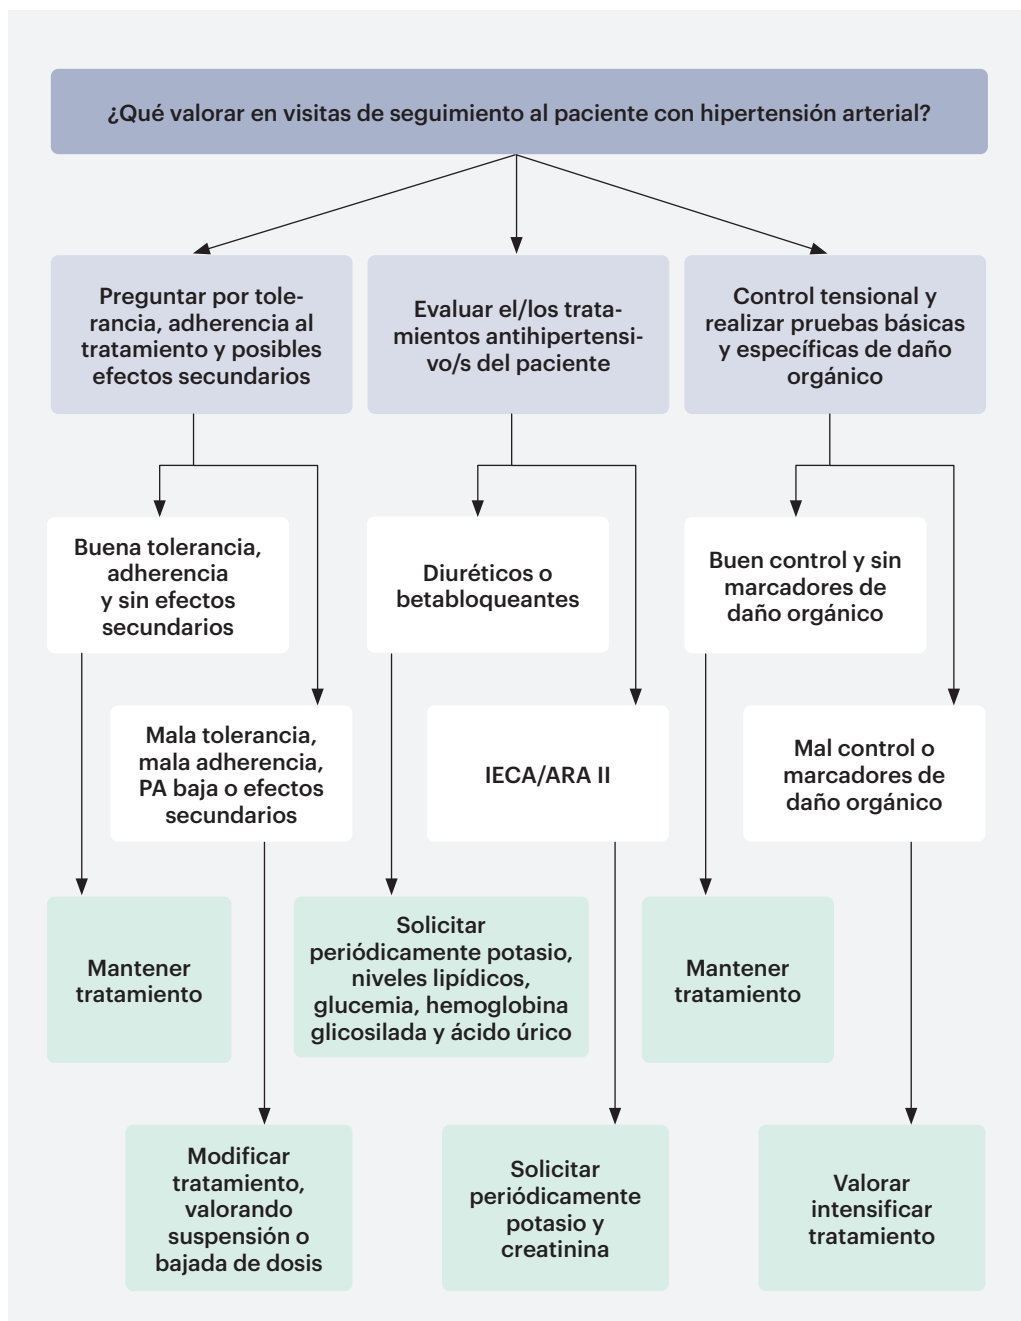 ¿Qué valorar en visitas de seguimiento al paciente con hipertensión arterial?
Preguntar por tole-
rancia, adherencia al
tratamiento y posibles
efectos secundarios
Evaluar el/los trata-
mientos antihipertensi-
vo/s del paciente
Control tensional y
realizar pruebas básicas
y específicas de daño
orgánico
Buena tolerancia,
adherencia
y sin efectos
secundarios
Diuréticos o
betabloqueantes
Buen control y sin
marcadores de
daño orgánico
Mala tolerancia,
mala adherencia,
PA baja o efectos
secundarios
IECA/ARA II
Mal control o
marcadores de
daño orgánico
Mantener
tratamiento
Solicitar
periódicamente potasio,
niveles lipídicos,
glucemia, hemoglobina
glicosilada y ácido úrico
Mantener
tratamiento
Modificar
tratamiento,
valorando
suspensión o
bajada de dosis
Solicitar
periódicamente
potasio y
creatinina
Valorar
intensificar
tratamiento